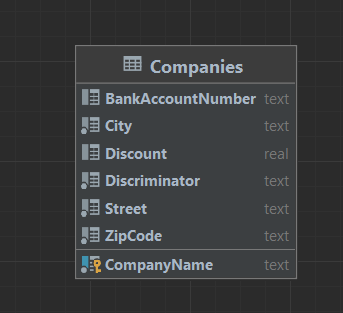 Companies
BankAccountNumber text
City text
Discount real
Discriminator text
Street text
ZipCode text
CompanyName text